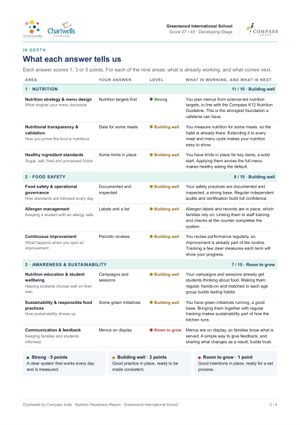 Chartwells
Greenwood International School
Score 27 / 45 · Developing Stage
COMPASS
IN DEPTH
What each answer tells us
Each answer scores 1, 3 or 5 points. For each of the nine areas: what is already working, and what comes next.
AREA YOUR ANSWER LEVEL WHAT IS WORKING, AND WHAT IS NEXT
1 · NUTRITION 11 / 15 · Building well
Nutrition strategy & menu design
What shapes your menu decisions
Nutrition targets first
Strong
You plan menus from science-led nutrition
targets, in line with the Compass K12 Nutrition
Guideline. This is the strongest foundation a
cafeteria can have.
Nutritional transparency &
validation
How you prove the food is nutritious
Data for some meals
Building well
You measure nutrition for some meals, so the
habit is already there. Extending it to every
meal and menu cycle makes your nutrition
easy to show.
Healthy ingredient standards
Sugar, salt, fried and processed foods
Some limits in place
Building well
You have limits in place for key items, a solid
start. Applying them across the full menu
makes healthy eating the default.
2 · FOOD SAFETY 9 / 15 · Building well
Food safety & operational
governance
How standards are followed every day
Documented and
inspected
Building well
Your safety practices are documented and
inspected, a strong base. Regular independent
audits and certification build full confidence.
Allergen management
Keeping a student with an allergy safe
Labels and a list
Building well
Allergen labels and records are in place, which
families rely on. Linking them to staff training
and checks at the counter completes the
system.
Continuous improvement
What happens when you spot an
improvement
Periodic reviews
Building well
You review performance regularly, so
improvement is already part of the routine.
Tracking a few clear measures each term will
show your progress.
3 · AWARENESS & SUSTAINABILITY 7 / 15 · Room to grow
Nutrition education & student
wellbeing
Helping students choose well on their
own
Campaigns and
sessions
Building well
Your campaigns and sessions already get
students thinking about food. Making them
regular, hands-on and matched to each age
group builds lasting habits.
Sustainability & responsible food
practices
How sustainability shows up
Some green initiatives
Building well
You have green initiatives running, a good
base. Bringing them together with regular
tracking makes sustainability part of how the
kitchen runs.
Communication & feedback
Keeping families and students
informed
Menus on display
Room to grow
Menus are on display, so families know what is
served. A simple way to give feedback, and
sharing what changes as a result, builds trust.
Strong · 5 points
A clear system that works every day
and is measured.
Building well · 3 points
Good practice in place, ready to be
made consistent.
Room to grow · 1 point
Good intentions in place, ready for a set
process.
Chartwells by Compass India · Nutrition Readiness Report · Greenwood International School